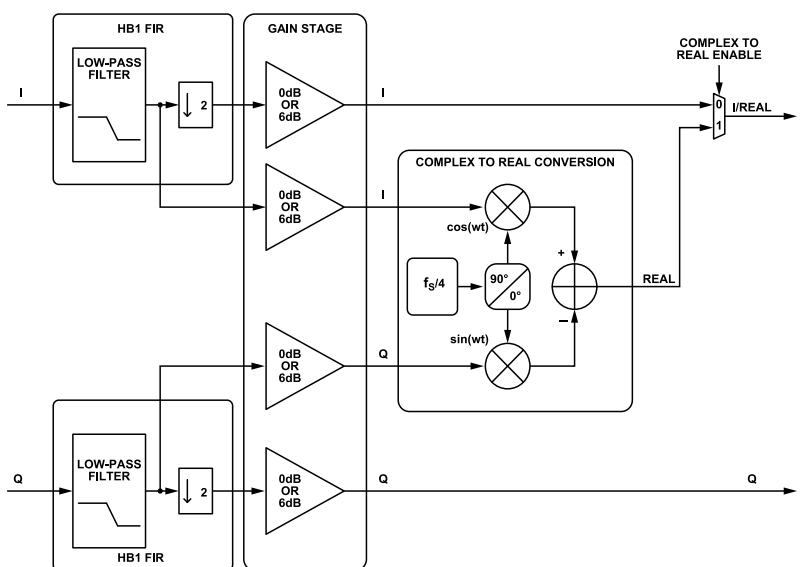 HB1 FIR
GAIN STAGE
LOW-PASS
FILTER
I
2
0dB
OR
6dB
I
COMPLEX TO
REAL ENABLE
0
1
I/REAL
0dB
OR
6dB
I
COMPLEX TO REAL CONVERSION
cos(wt)
+
fS/4
90°
0°
REAL
sin(wt)
–
0dB
OR
6dB
Q
Q
LOW-PASS
FILTER
2
0dB
OR
6dB
Q
Q
HB1 FIR